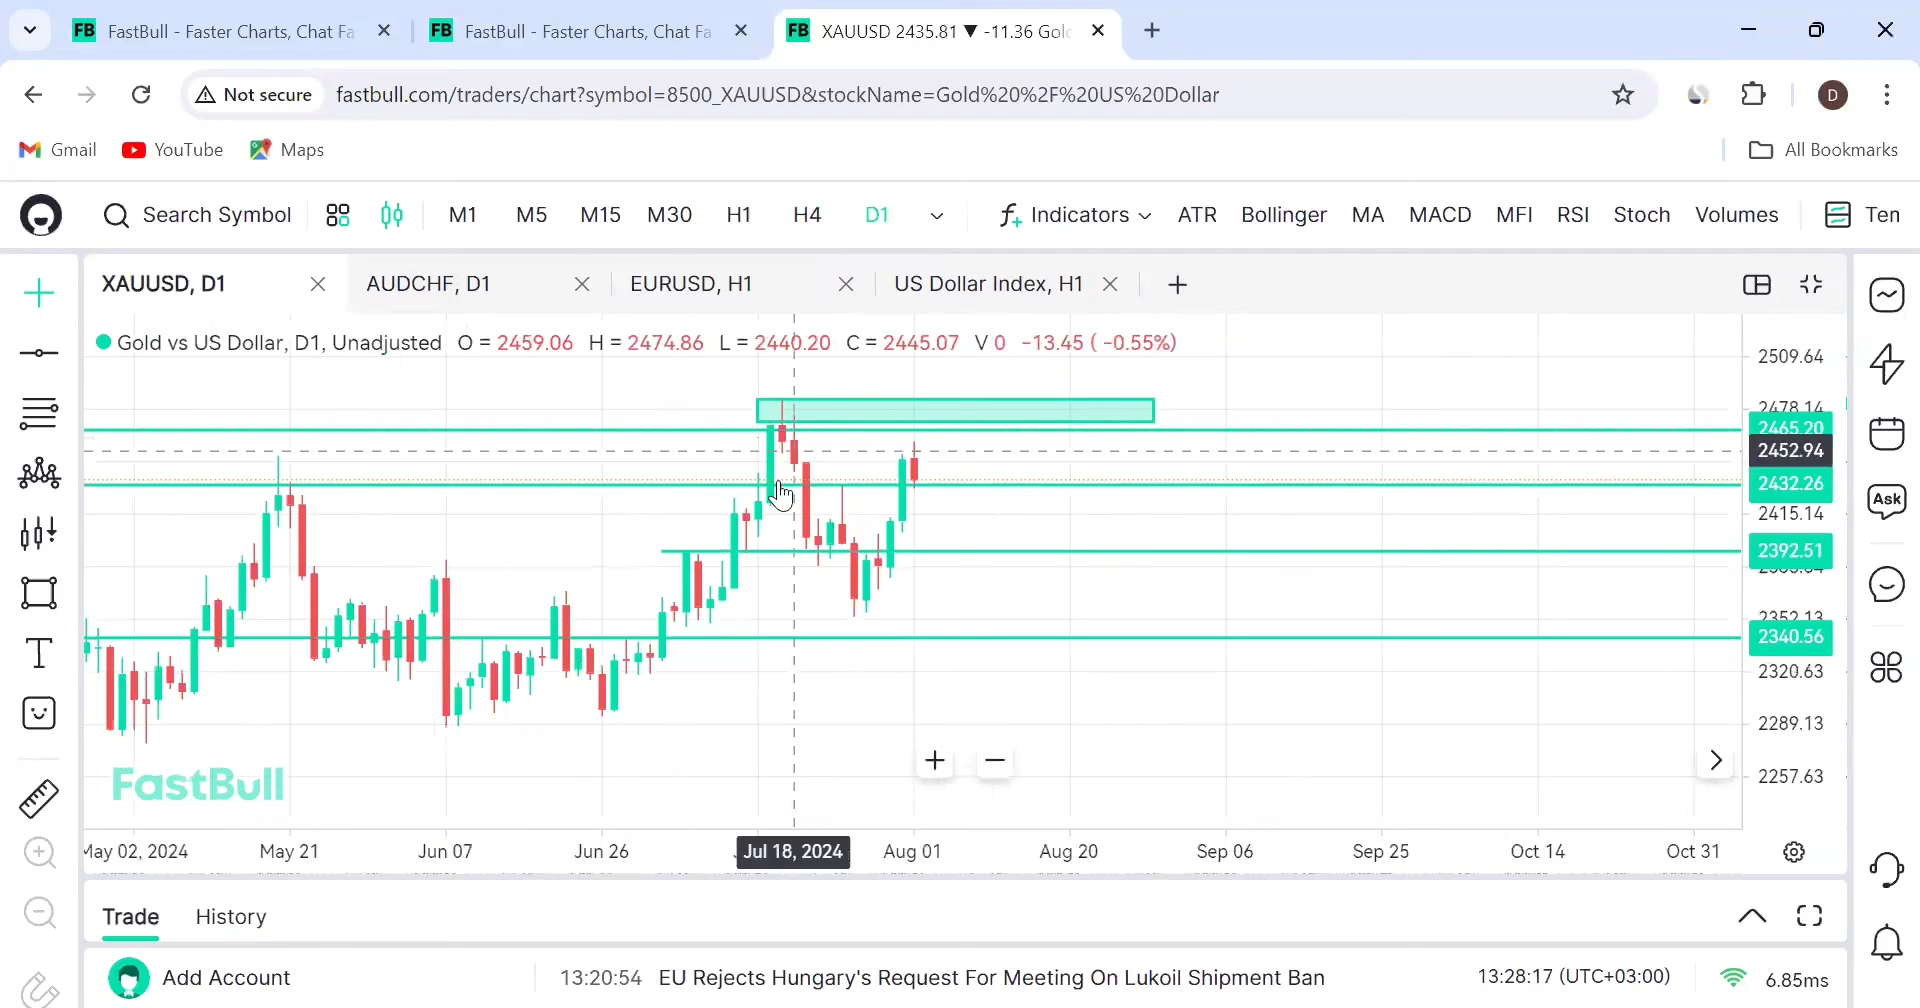 FB FastBull - Faster Charts, Chat Fa
FB FastBull - Faster Charts, Chat Fa
FB XAUUSD 2435.81 ▼ -11.36 Gol
Not secure
fastbull.com/traders/chart?symbol=8500_XAUUSD&stockName=Gold%20%2F%20US%20Dollar
D
Gmail YouTube Maps
All Bookmarks
Search Symbol M1 M5 M15 M30 H1 H4 D1 Indicators ATR Bollinger MA MACD MFI RSI Stoch Volumes Ten
XAUUSD, D1 AUDCHF, D1 EURUSD, H1 US Dollar Index, H1
Gold vs US Dollar, D1, Unadjusted O = 2459.06 H = 2474.86 L = 2440.20 C = 2445.07 V 0 -13.45 ( -0.55%)
2509.64
2478.14
2465.20
2452.94
2432.26
2415.14
2392.51
2352.13
2340.56
2320.63
2289.13
2257.63
Ask
FastBull
May 02, 2024 May 21 Jun 07 Jun 26 Jul 18, 2024 Aug 01 Aug 20 Sep 06 Sep 25 Oct 14 Oct 31
Trade History
Add Account 13:20:54 EU Rejects Hungary's Request For Meeting On Lukoil Shipment Ban 13:28:17 (UTC+03:00) 6.85ms